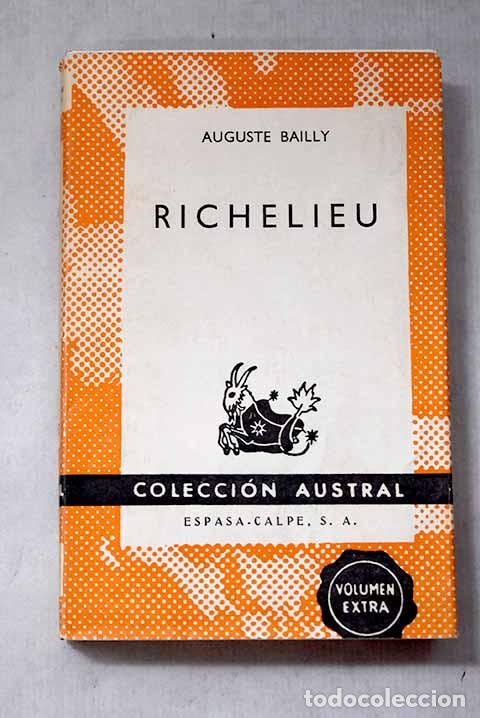 AUGUSTE BAILLY
RICHELIEU
COLECCIÓN AUSTRAL
ESPASA-CALPE, S. A.
VOLUMEN
EXTRA
todocoleccion